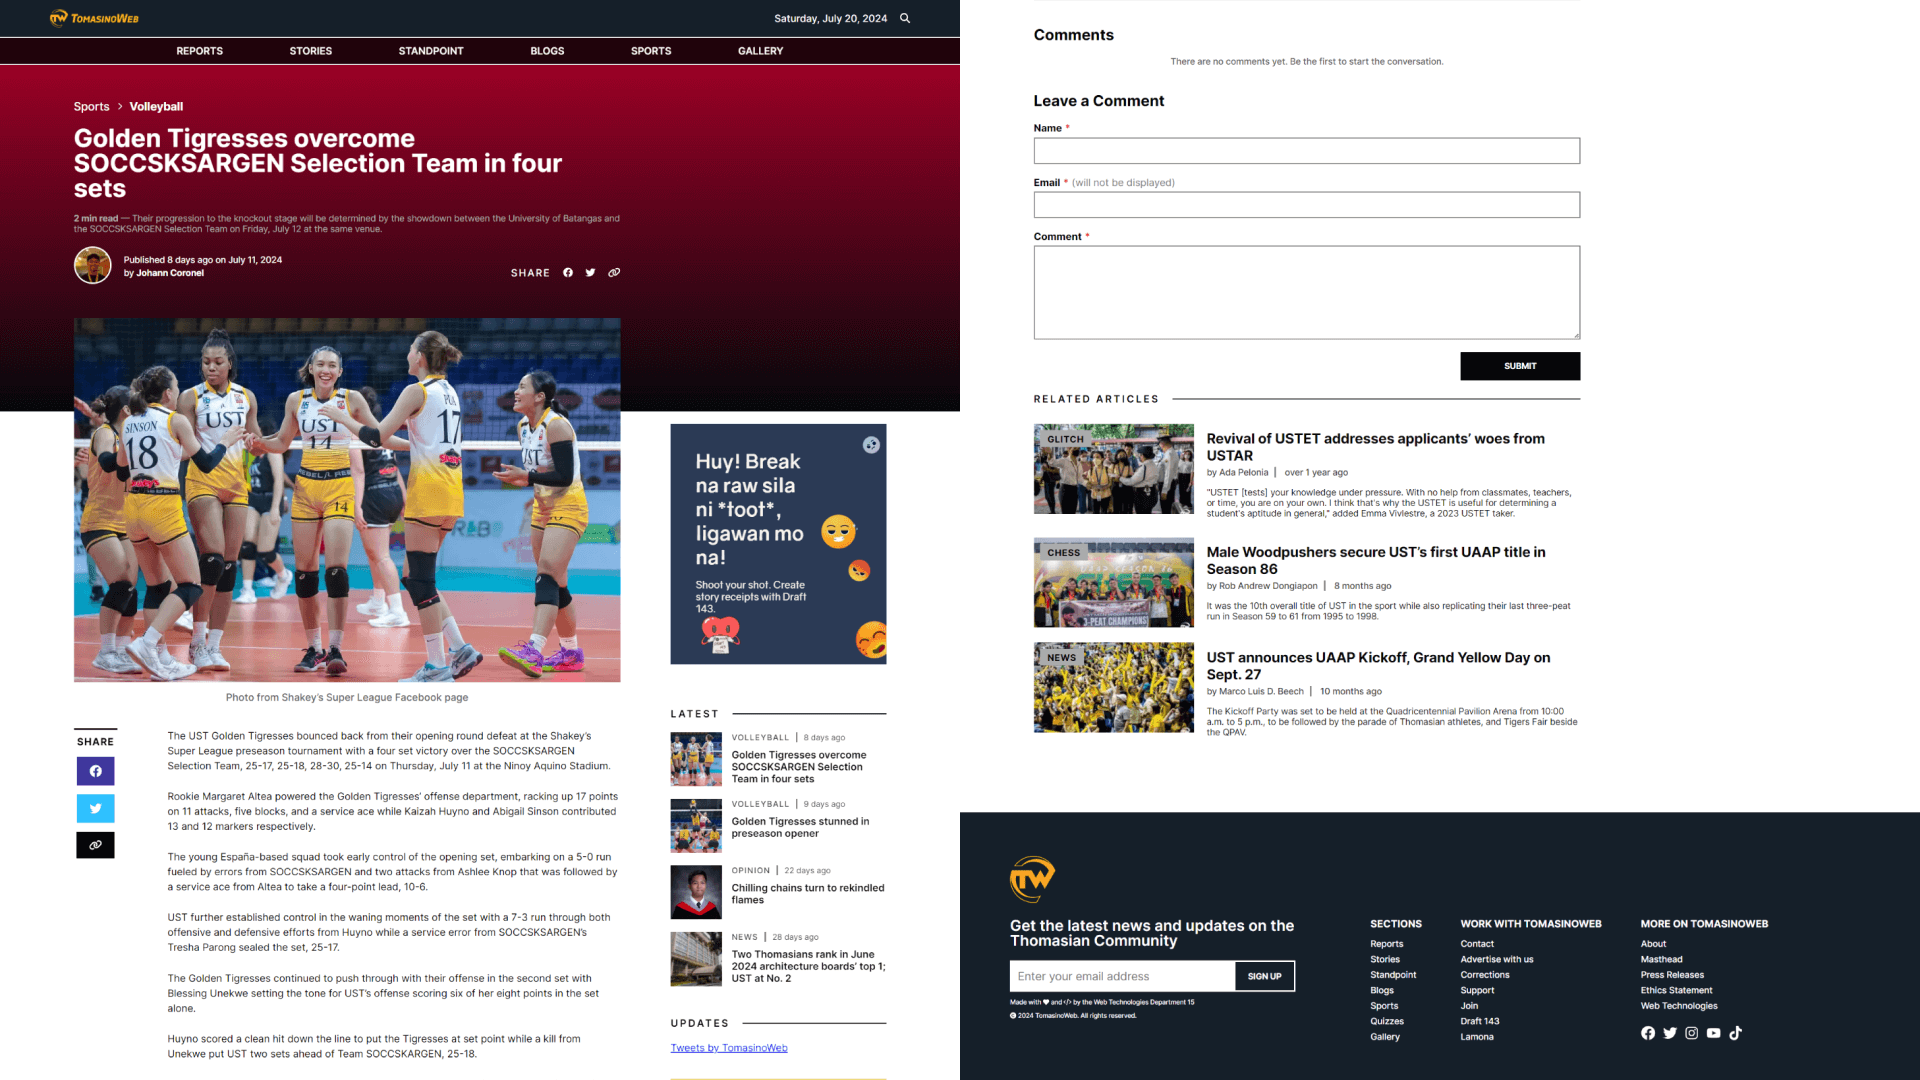 TOMASINOWEB
Saturday, July 20, 2024
REPORTS
STORIES
STANDPOINT
BLOGS
SPORTS
GALLERY
Sports > Volleyball
Golden Tigresses overcome
SOCCSKSARGEN Selection Team in four
sets
2 min read — Their progression to the knockout stage will be determined by the showdown between the University of Batangas and
the SOCCSKSARGEN Selection Team on Friday, July 12 at the same venue.
Published 8 days ago on July 11, 2024
by Johann Coronel
SHARE
SINSON
18
UST
UST
14
14
17
UST
Photo from Shakey's Super League Facebook page
SHARE
The UST Golden Tigresses bounced back from their opening round defeat at the Shakey's
Super League preseason tournament with a four set victory over the SOCCSKSARGEN
Selection Team, 25-17, 25-18, 28-30, 25-14 on Thursday, July 11 at the Ninoy Aquino Stadium.
Rookie Margaret Altea powered the Golden Tigresses' offense department, racking up 17 points
on 11 attacks, five blocks, and a service ace while Kaizah Huyno and Abigail Sinson contributed
13 and 12 markers respectively.
The young España-based squad took early control of the opening set, embarking on a 5-0 run
fueled by errors from SOCCSKSARGEN and two attacks from Ashlee Knop that was followed by
a service ace from Altea to take a four-point lead, 10-6.
UST further established control in the waning moments of the set with a 7-3 run through both
offensive and defensive efforts from Huyno while a service error from SOCCSKSARGEN's
Tresha Parong sealed the set, 25-17.
The Golden Tigresses continued to push through with their offense in the second set with
Blessing Unekwe setting the tone for UST's offense scoring six of her eight points in the set
alone.
Huyno scored a clean hit down the line to put the Tigresses at set point while a kill from
Unekwe put UST two sets ahead of Team SOCCSKARGEN, 25-18.
Huy! Break
na raw sila
ni *toot*,
ligawan mo
na!
Shoot your shot. Create
story receipts with Draft
143.
LATEST
VOLLEYBALL | 8 days ago
Golden Tigresses overcome
SOCCSKSARGEN Selection
Team in four sets
VOLLEYBALL | 9 days ago
Golden Tigresses stunned in
preseason opener
OPINION | 22 days ago
Chilling chains turn to rekindled
flames
NEWS | 28 days ago
Two Thomasians rank in June
2024 architecture boards' top 1;
UST at No. 2
UPDATES
Tweets by TomasinoWeb
Comments
There are no comments yet. Be the first to start the conversation.
Leave a Comment
Name *
Email * (will not be displayed)
Comment *
SUBMIT
RELATED ARTICLES
GLITCH
Revival of USTET addresses applicants' woes from
USTAR
by Ada Pelonia | over 1 year ago
"USTET [tests] your knowledge under pressure. With no help from classmates, teachers,
or time, you are on your own. I think that's why the USTET is useful for determining a
student's aptitude in general," added Emma Vivlestre, a 2023 USTET taker.
CHESS
Male Woodpushers secure UST's first UAAP title in
Season 86
by Rob Andrew Dongiapon | 8 months ago
It was the 10th overall title of UST in the sport while also replicating their last three-peat
run in Season 59 to 61 from 1995 to 1998.
NEWS
UST announces UAAP Kickoff, Grand Yellow Day on
Sept. 27
by Marco Luis D. Beech | 10 months ago
The Kickoff Party was set to be held at the Quadricentennial Pavilion Arena from 10:00
a.m. to 5 p.m., to be followed by the parade of Thomasian athletes, and Tigers Fair beside
the QPAV.
TW
Get the latest news and updates on the
Thomasian Community
Enter your email address
SIGN UP
Made with ♥ and </> by the Web Technologies Department 15
© 2024 TomasinoWeb. All rights reserved.
SECTIONS
Reports
Stories
Standpoint
Blogs
Sports
Quizzes
Gallery
WORK WITH TOMASINOWEB
Contact
Advertise with us
Corrections
Support
Join
Draft 143
Lamona
MORE ON TOMASINOWEB
About
Masthead
Press Releases
Ethics Statement
Web Technologies